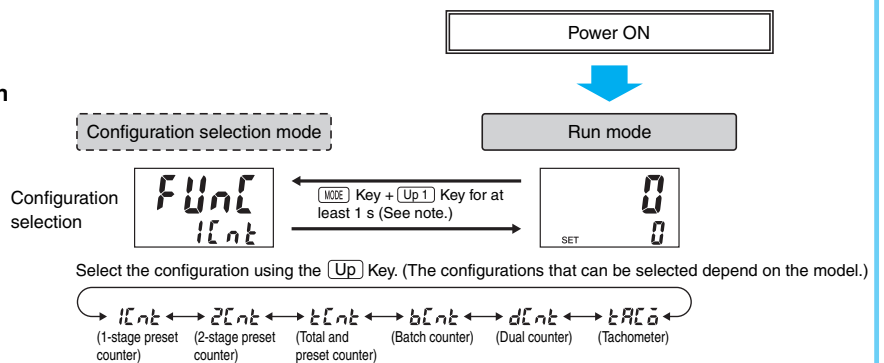 Power ON
n
Configuration selection mode
Run mode
Configuration
selection
FUnC
1Cnt
MODE Key + Up 1 Key for at
least 1 s (See note.)
0
SET 0
Select the configuration using the Up Key. (The configurations that can be selected depend on the model.)
1Cnt 2Cnt tCnt bCnt dCnt tACo
(1-stage preset
counter)
(2-stage preset
counter)
(Total and
preset counter)
(Batch counter)
(Dual counter)
(Tachometer)